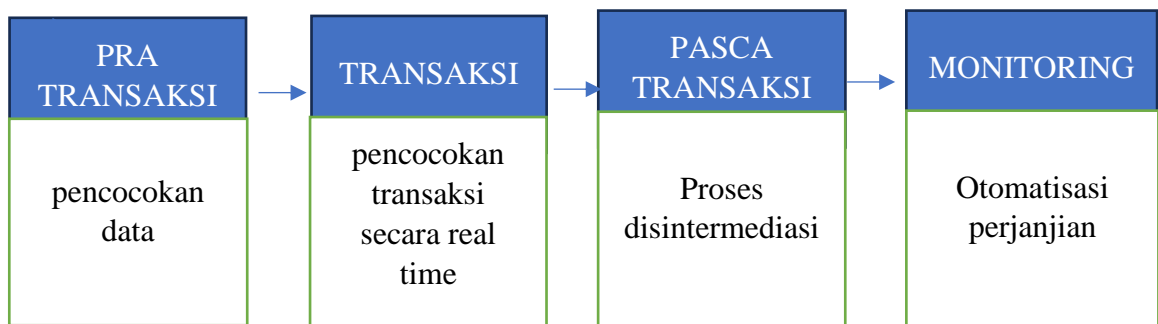 PRA
TRANSAKSI
pencocokan
data
TRANSAKSI
pencocokan
transaksi
secara real
time
PASCA
TRANSAKSI
Proses
disintermediasi
MONITORING
Otomatisasi
perjanjian